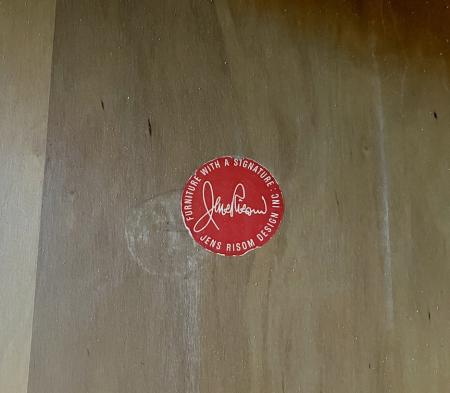 FURNITURE WITH A SIGNATURE
Jens Risom
JENS RISOM DESIGN INC.